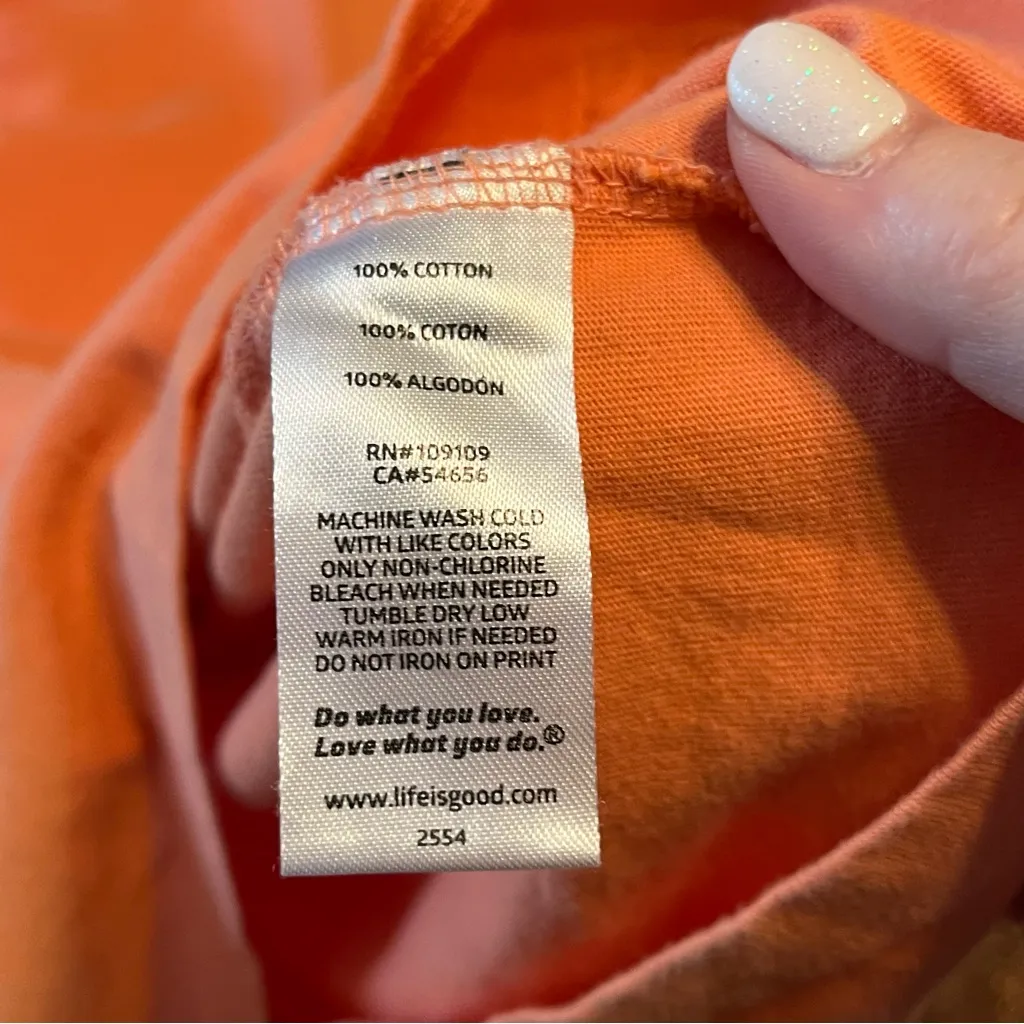 100% COTTON
100% COTON
100% ALGODÓN
RN#109109
CA#54656
MACHINE WASH COLD
WITH LIKE COLORS
ONLY NON-CHLORINE
BLEACH WHEN NEEDED
TUMBLE DRY LOW
WARM IRON IF NEEDED
DO NOT IRON ON PRINT
Do what you love.
Love what you do.®
www.lifeisgood.com
2554